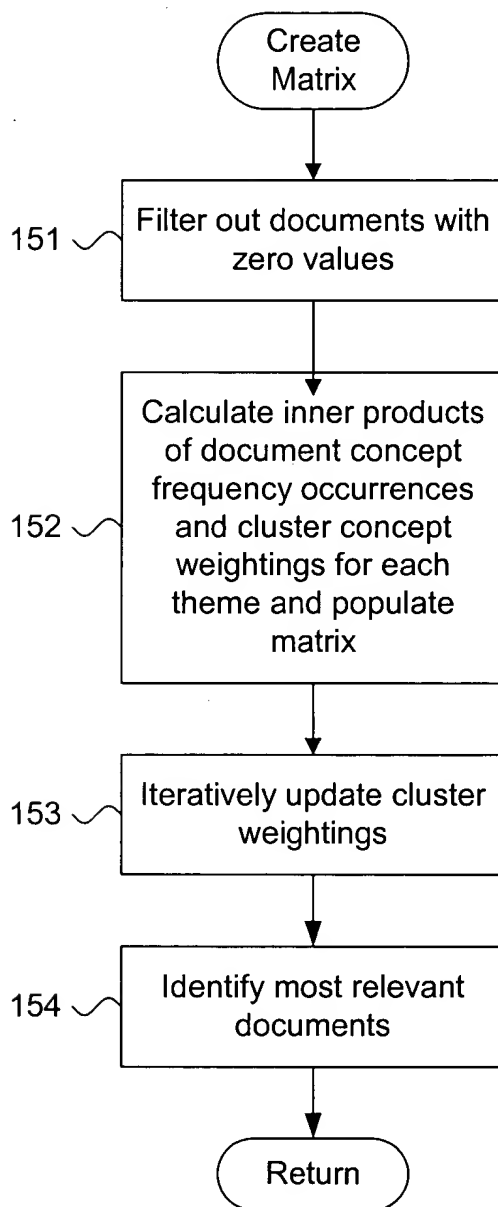 Create
Matrix
151
Filter out documents with
zero values
152
Calculate inner products
of document concept
frequency occurrences
and cluster concept
weightings for each
theme and populate
matrix
153
Iteratively update cluster
weightings
154
Identify most relevant
documents
Return